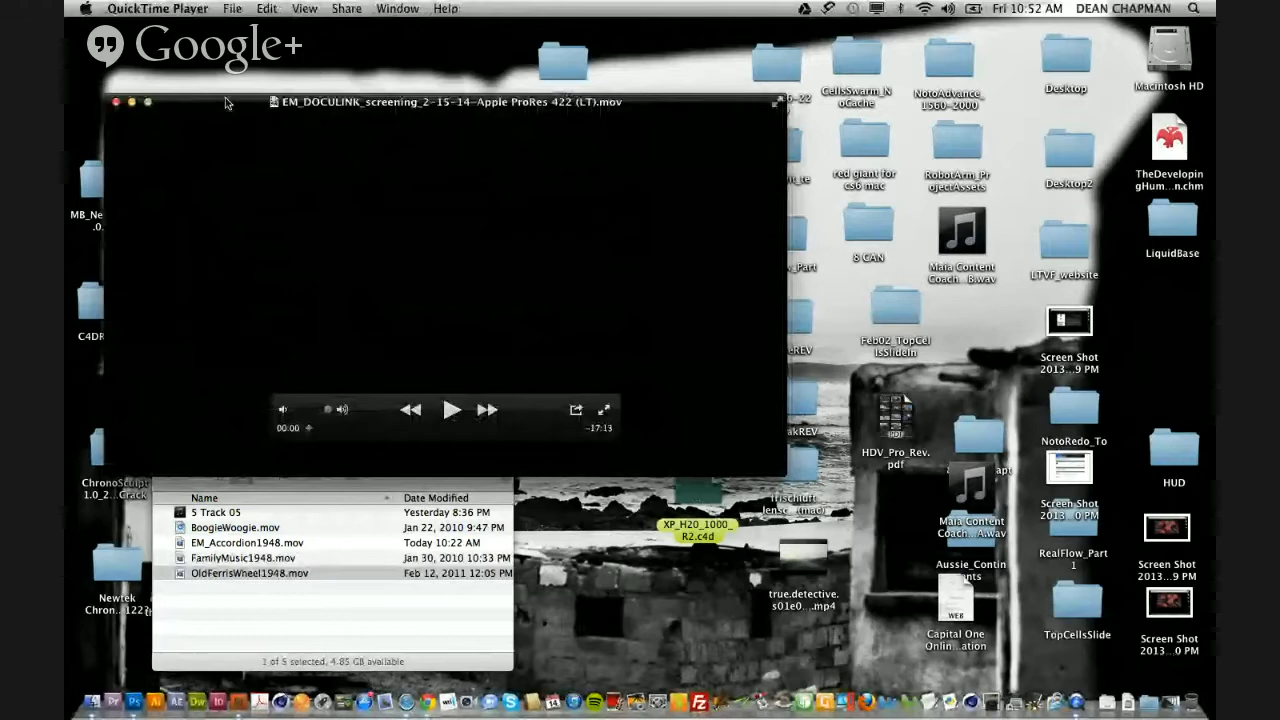 QuickTime Player File Edit View Share Window Help
Fri 10:52 AM DEAN CHAPMAN
Google+
EM_DOCULINK_screening_2-15-14-Apple ProRes 422 (LT).mov
00:00
-17:13
Name Date Modified
5 Track 05 Yesterday 8:36 PM
BoogieWoogie.mov Jan 22, 2010 9:47 PM
EM_Accordion1948.mov Today 10:22 AM
FamilyMusic1948.mov Jan 30, 2010 10:33 PM
OldFerrisWheel1948.mov Feb 12, 2011 12:05 PM
1 of 5 selected, 4.85 GB available
MB_Ne
C4DR
ChronoSculpt
1.0_2...Crack
Newtek
Chron...1222
XP_H20_1000_
R2.c4d
true.detective.
s01e0....mp4
CellsSwarm_N
oCache
NotoAdvance_
1560-2000
Desktop
Macintosh HD
red giant for
cs6 mac
RobotArm_Pr
ojectAssets
Desktop2
TheDevelopin
gHum...n.chm
8 CAN
Maia Content
Coach...B.wav
LTVF_website
LiquidBase
Feb02_TopCel
lsSlideIn
Screen Shot
2013...9 PM
HDV_Pro_Rev.
pdf
PDF
NotoRedo_To
HUD
Maia Content
Coach...A.wav
Screen Shot
2013...0 PM
Aussie_Contin
ents
RealFlow_Part
1
Screen Shot
2013...9 PM
WEB
Capital One
Onlin...ation
TopCellsSlide
Screen Shot
2013...0 PM